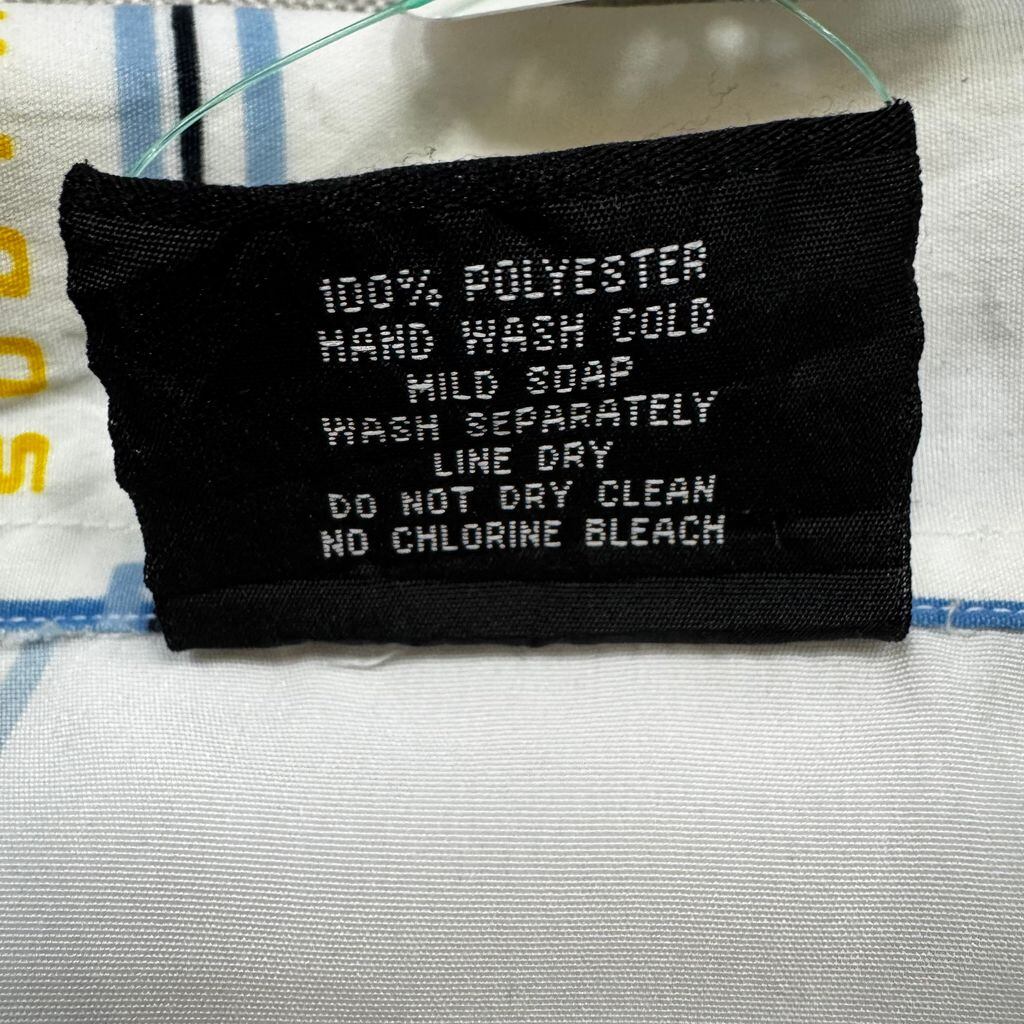 100% POLYESTER
HAND WASH COLD
MILD SOAP
WASH SEPARATELY
LINE DRY
DO NOT DRY CLEAN
NO CHLORINE BLEACH